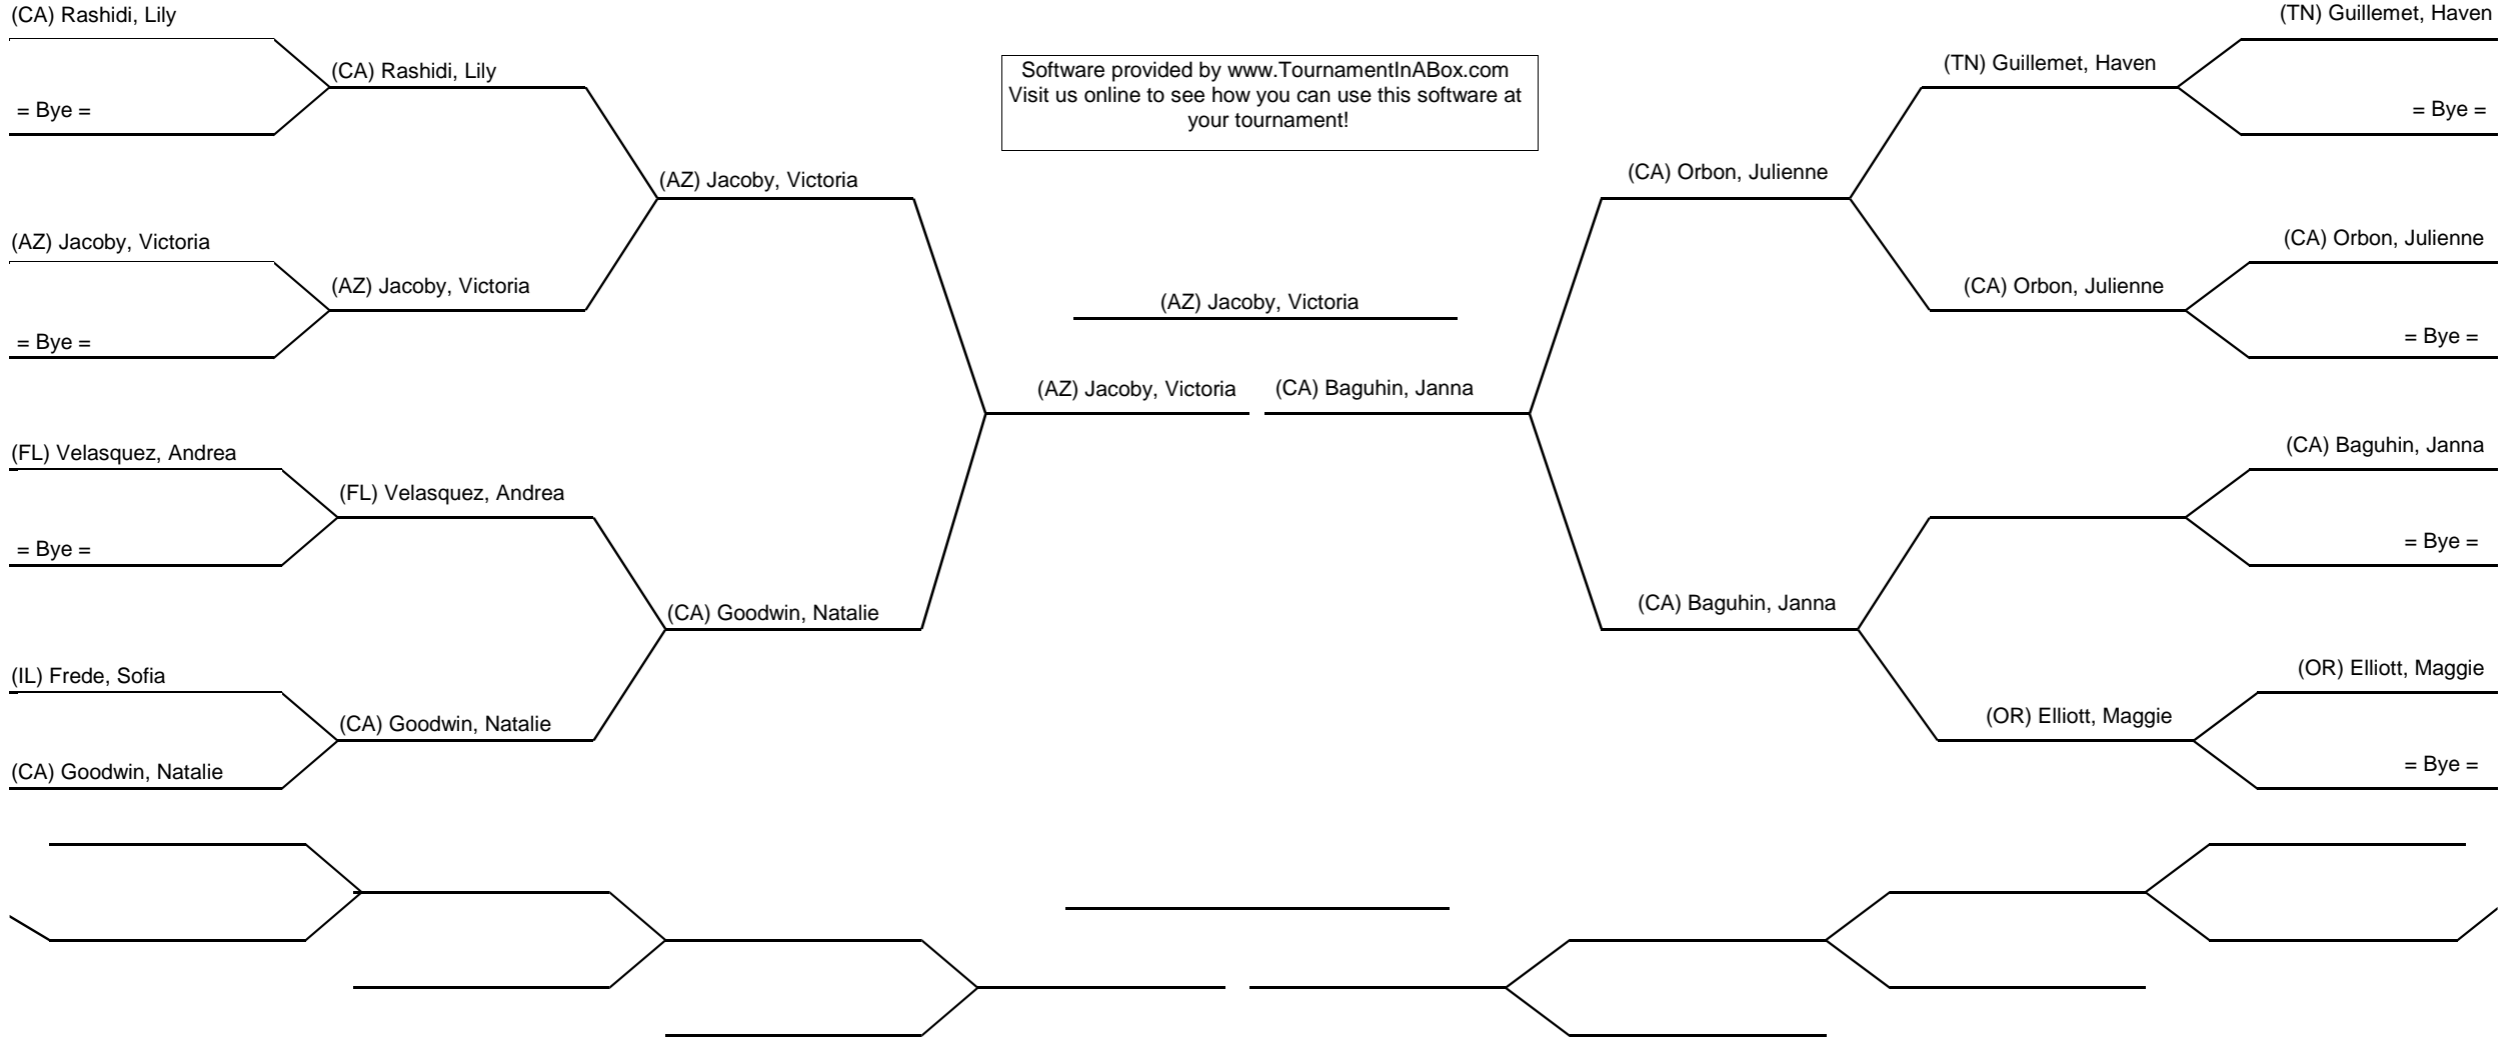 (CA) Rashidi, Lily
= Bye =
(AZ) Jacoby, Victoria
= Bye =
(FL) Velasquez, Andrea
= Bye =
(IL) Frede, Sofia
(CA) Goodwin, Natalie
(CA) Rashidi, Lily
(AZ) Jacoby, Victoria
(FL) Velasquez, Andrea
(CA) Goodwin, Natalie
(AZ) Jacoby, Victoria
(CA) Goodwin, Natalie
Software provided by www.TournamentInABox.com
Visit us online to see how you can use this software at
your tournament!
(AZ) Jacoby, Victoria
(AZ) Jacoby, Victoria
(CA) Baguhin, Janna
(CA) Orbon, Julienne
(CA) Baguhin, Janna
(TN) Guillemet, Haven
(CA) Orbon, Julienne
(OR) Elliott, Maggie
(TN) Guillemet, Haven
= Bye =
(CA) Orbon, Julienne
= Bye =
(CA) Baguhin, Janna
= Bye =
(OR) Elliott, Maggie
= Bye =